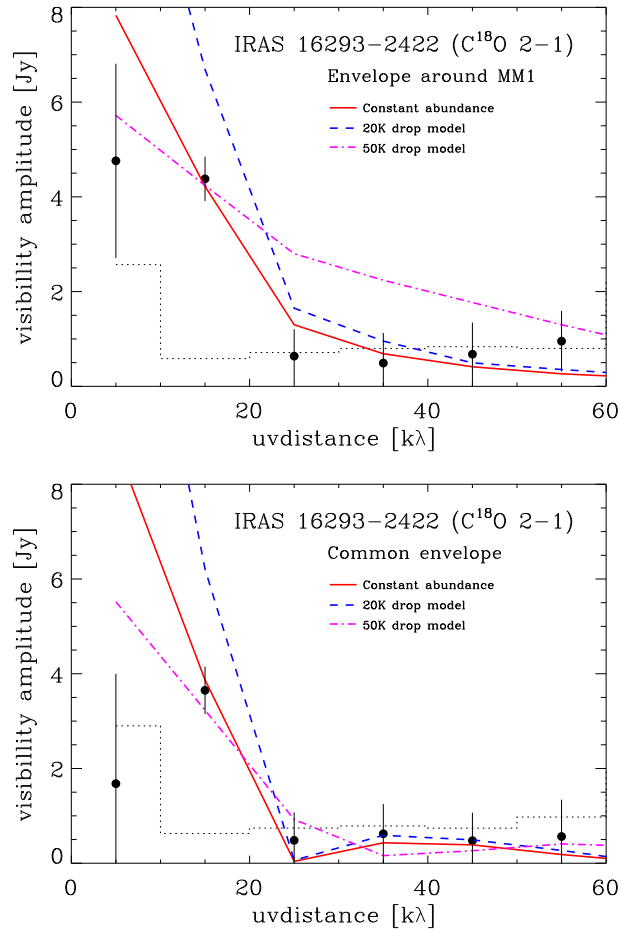 IRAS 16293−2422 (C¹⁸O 2−1)
Envelope around MM1
Constant abundance
20K drop model
50K drop model
visibillity amplitude [Jy]
8
6
4
2
0
0 20 40 60
uvdistance [kλ]
IRAS 16293−2422 (C¹⁸O 2−1)
Common envelope
Constant abundance
20K drop model
50K drop model
visibillity amplitude [Jy]
8
6
4
2
0
0 20 40 60
uvdistance [kλ]